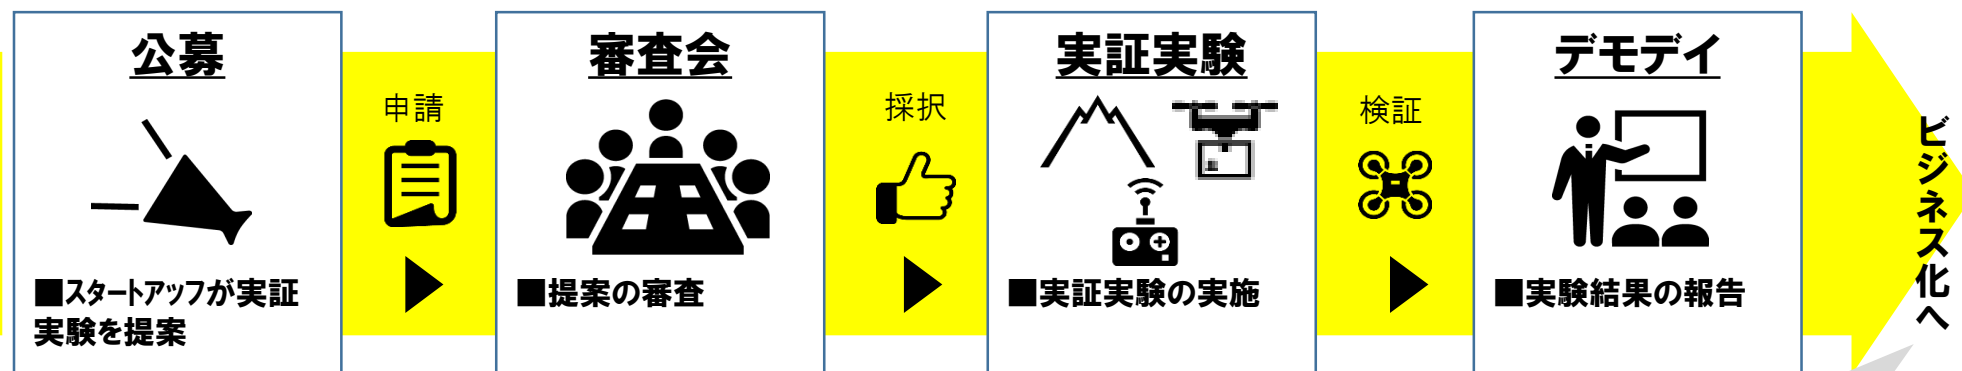 公募
■スタートアッフが実証
実験を提案
申請
審査会
■提案の審査
採択
実証実験
■実証実験の実施
検証
デモデイ
■実験結果の報告
ビジネス化へ